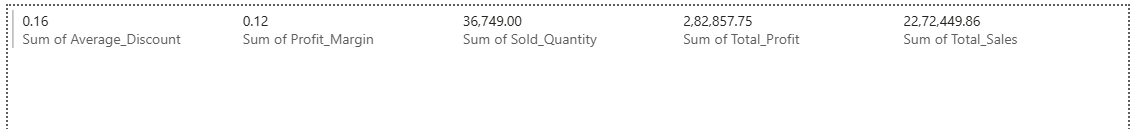 0.16 0.12 36,749.00 2,82,857.75 22,72,449.86
Sum of Average_Discount Sum of Profit_Margin Sum of Sold_Quantity Sum of Total_Profit Sum of Total_Sales